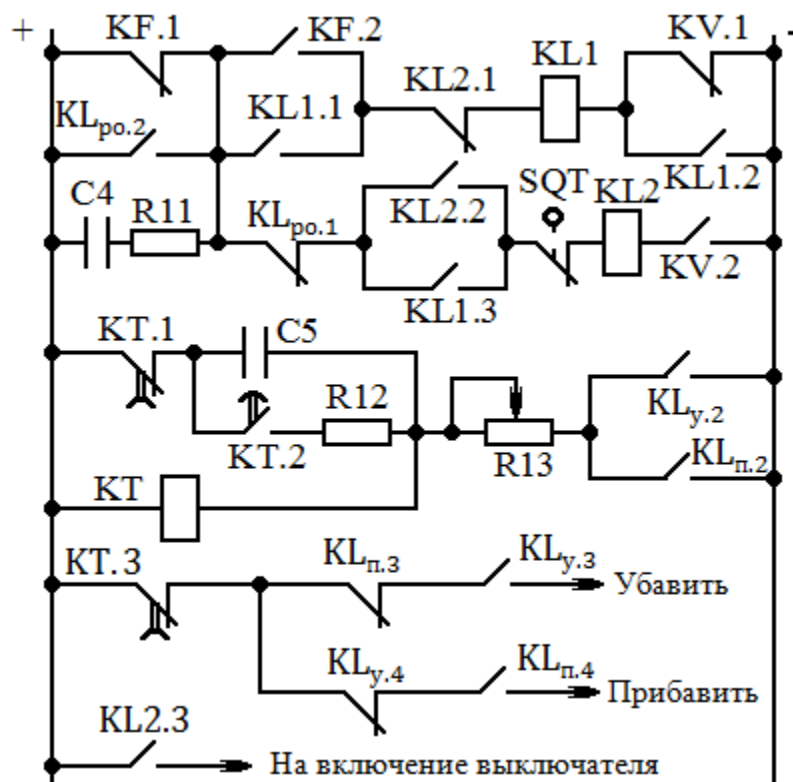 + KF.1 KF.2 KV.1 -
KL2.1 KL1
KLро.2 KL1.1 KL1.2
C4 R11 KLро.1 KL2.2 SQT KL2
KL1.3 KV.2
KT.1 C5
KT.2 R12 R13 KLу.2
KT KLп.2
KT.3 KLп.3 KLу.3 Убавить
KLу.4 KLп.4 Прибавить
KL2.3 На включение выключателя